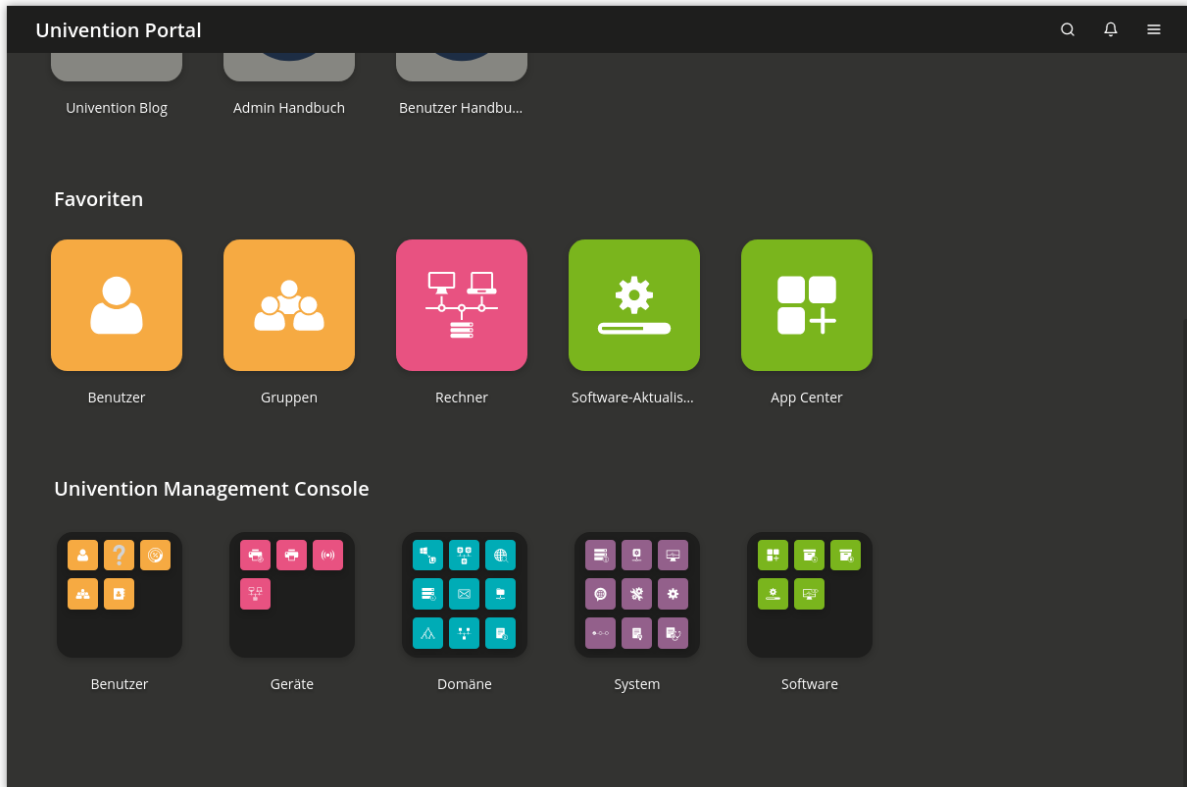 Univention Portal
Univention Blog
Admin Handbuch
Benutzer Handbu...
Favoriten
Benutzer
Gruppen
Rechner
Software-Aktualis...
App Center
Univention Management Console
Benutzer
Geräte
Domäne
System
Software